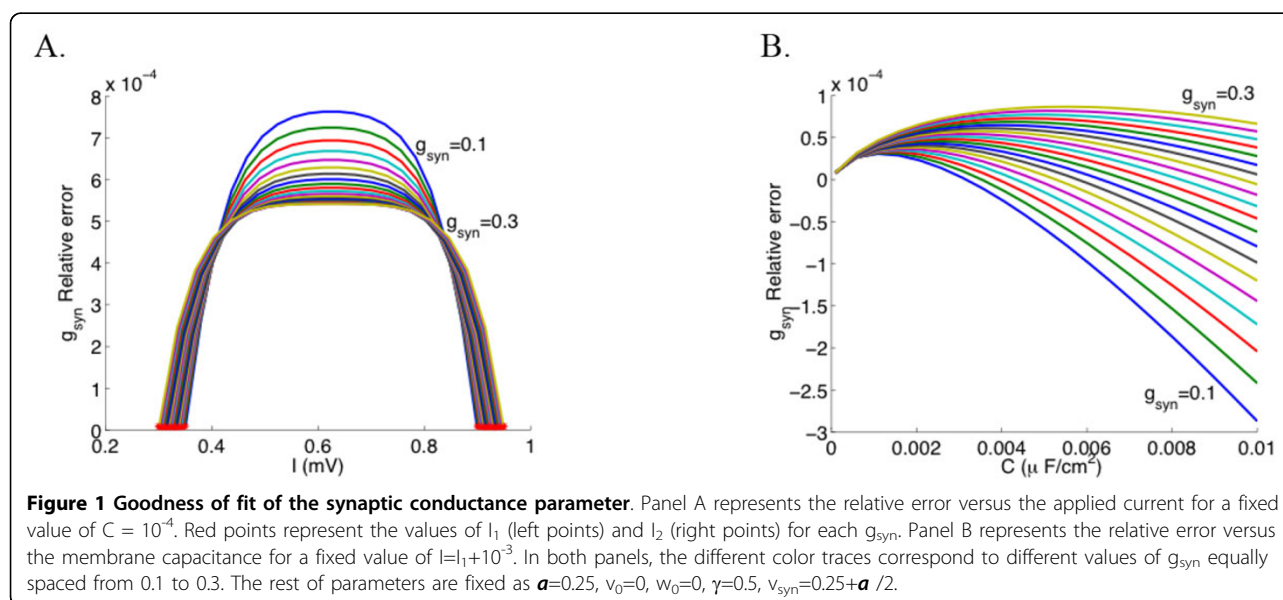 A.
x 10⁻⁴
8
7
6
5
4
3
2
1
0
g_syn Relative error
g_syn=0.1
g_syn=0.3
0.2
0.4
0.6
0.8
1
I (mV)
B.
x 10⁻⁴
1
0.5
0
−0.5
−1
−1.5
−2
−2.5
−3
g_syn Relative error
g_syn=0.3
g_syn=0.1
0
0.002
0.004
0.006
0.008
0.01
C (μ F/cm²)
Figure 1 Goodness of fit of the synaptic conductance parameter. Panel A represents the relative error versus the applied current for a fixed
value of C = 10⁻⁴. Red points represent the values of I₁ (left points) and I₂ (right points) for each g_syn. Panel B represents the relative error versus
the membrane capacitance for a fixed value of I=I₁+10⁻³. In both panels, the different color traces correspond to different values of g_syn equally
spaced from 0.1 to 0.3. The rest of parameters are fixed as a=0.25, v₀=0, w₀=0, γ=0.5, v_syn=0.25+a /2.